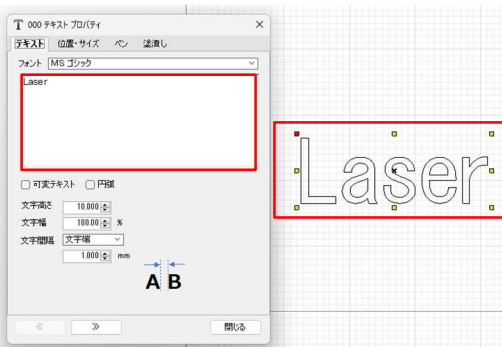 T 000 テキスト プロパティ
テキスト 位置・サイズ ペン 塗潰し
フォント MS ゴシック
Laser
可変テキスト 円弧
文字高さ 10.000
文字幅 100.00 %
文字間隔 文字端
1.000 mm
A B
閉じる
Laser